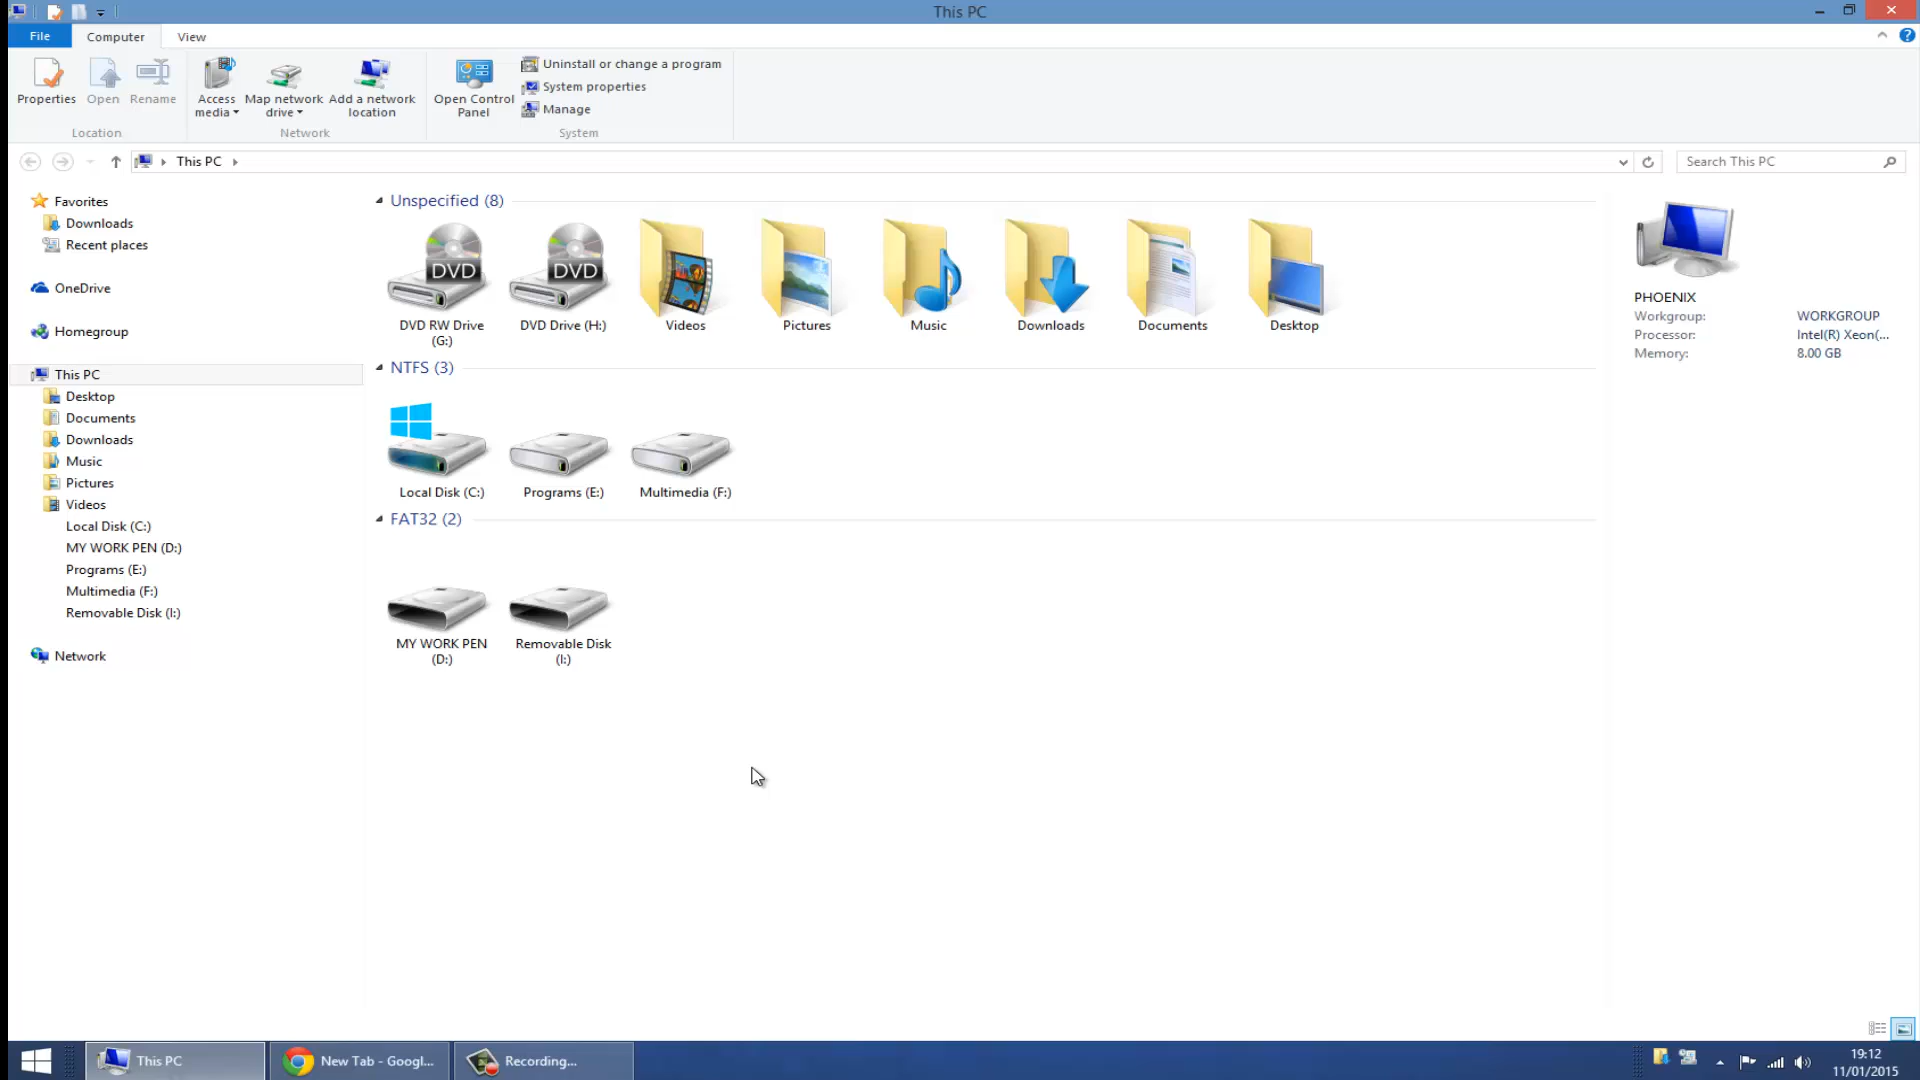 This PC
File
Computer
View
Properties
Open
Rename
Access media
Map network drive
Add a network location
Open Control Panel
Uninstall or change a program
System properties
Manage
Location
Network
System
This PC
Search This PC
Favorites
Downloads
Recent places
OneDrive
Homegroup
This PC
Desktop
Documents
Downloads
Music
Pictures
Videos
Local Disk (C:)
MY WORK PEN (D:)
Programs (E:)
Multimedia (F:)
Removable Disk (I:)
Network
Unspecified (8)
DVD
DVD
DVD RW Drive (G:)
DVD Drive (H:)
Videos
Pictures
Music
Downloads
Documents
Desktop
NTFS (3)
Local Disk (C:)
Programs (E:)
Multimedia (F:)
FAT32 (2)
MY WORK PEN (D:)
Removable Disk (I:)
PHOENIX
Workgroup: WORKGROUP
Processor: Intel(R) Xeon(...
Memory: 8.00 GB
This PC
New Tab - Googl...
Recording...
19:12
11/01/2015